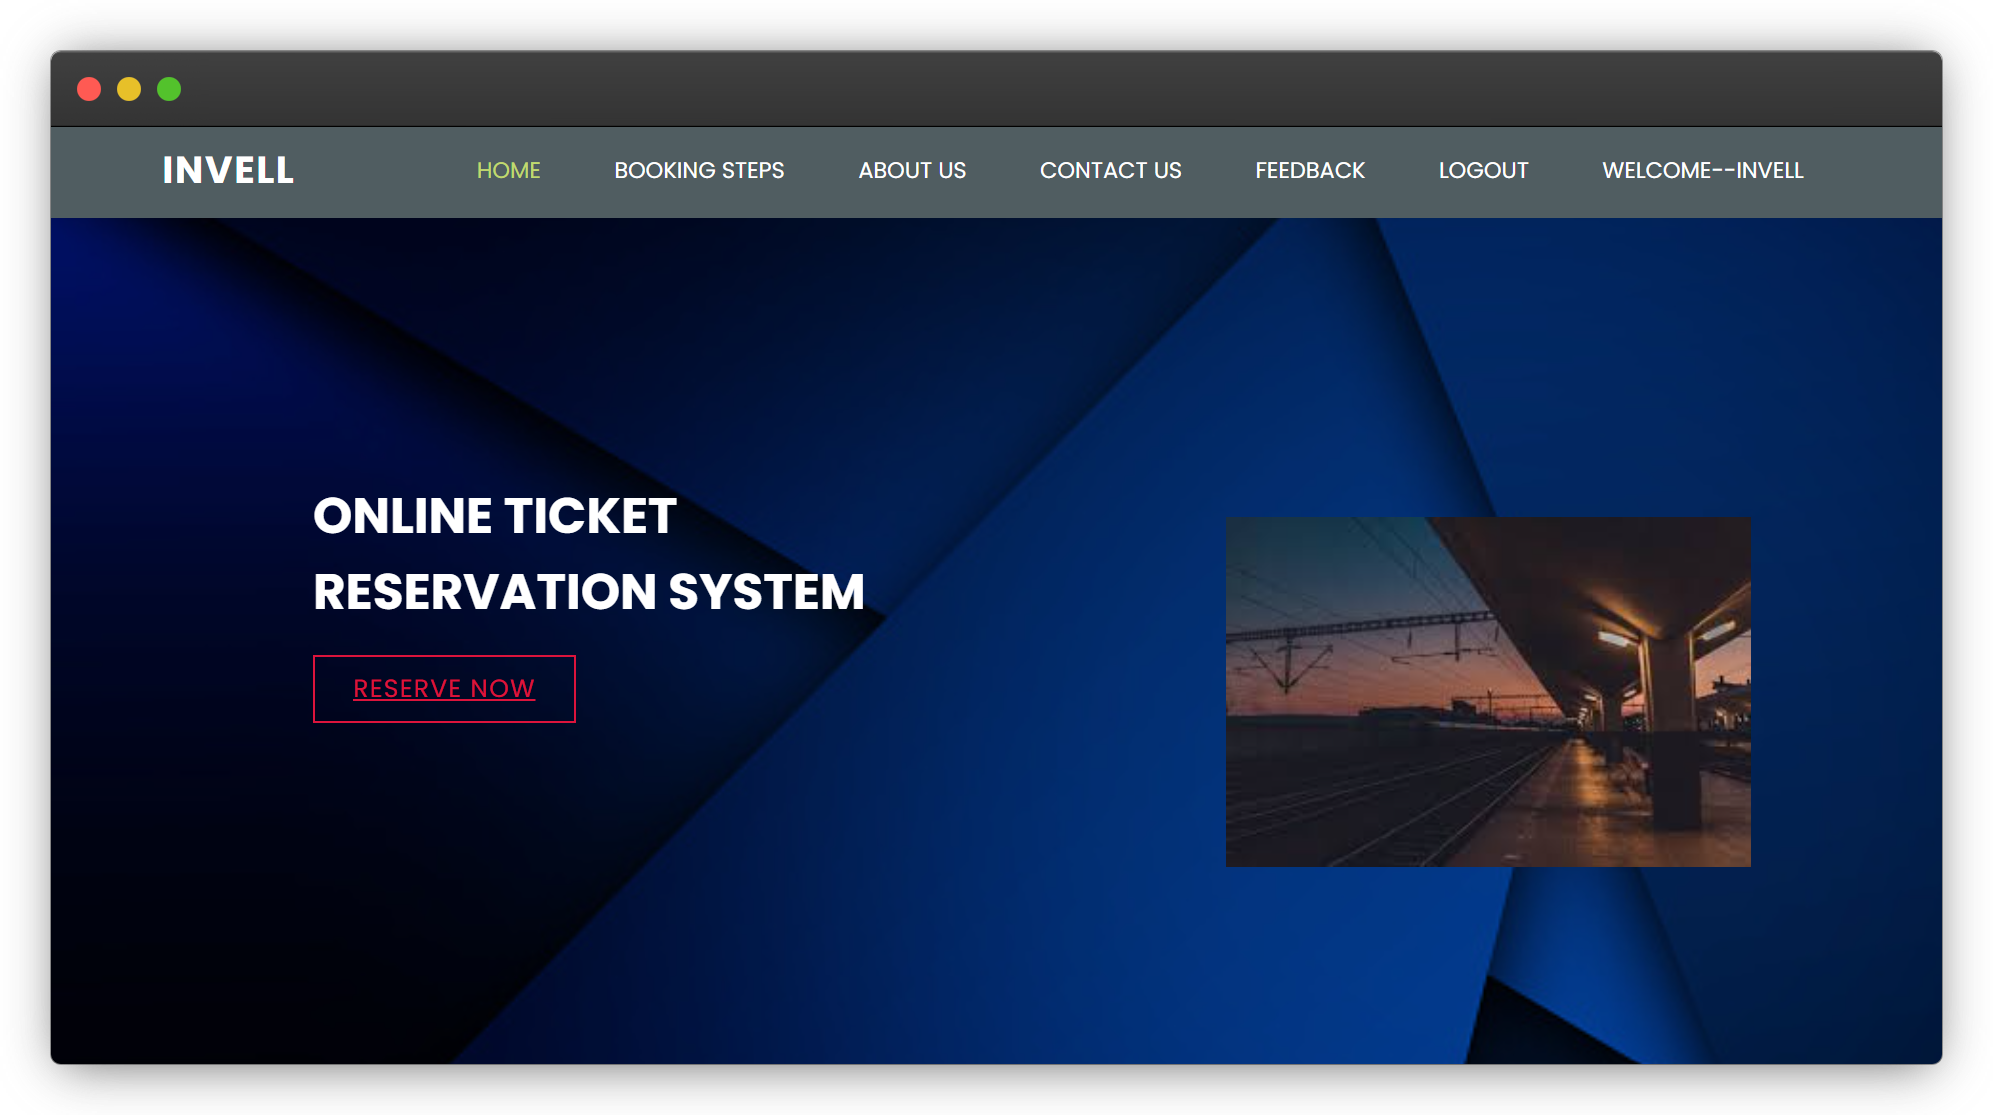 INVELL
HOME BOOKING STEPS ABOUT US CONTACT US FEEDBACK LOGOUT WELCOME--INVELL
ONLINE TICKET
RESERVATION SYSTEM
RESERVE NOW